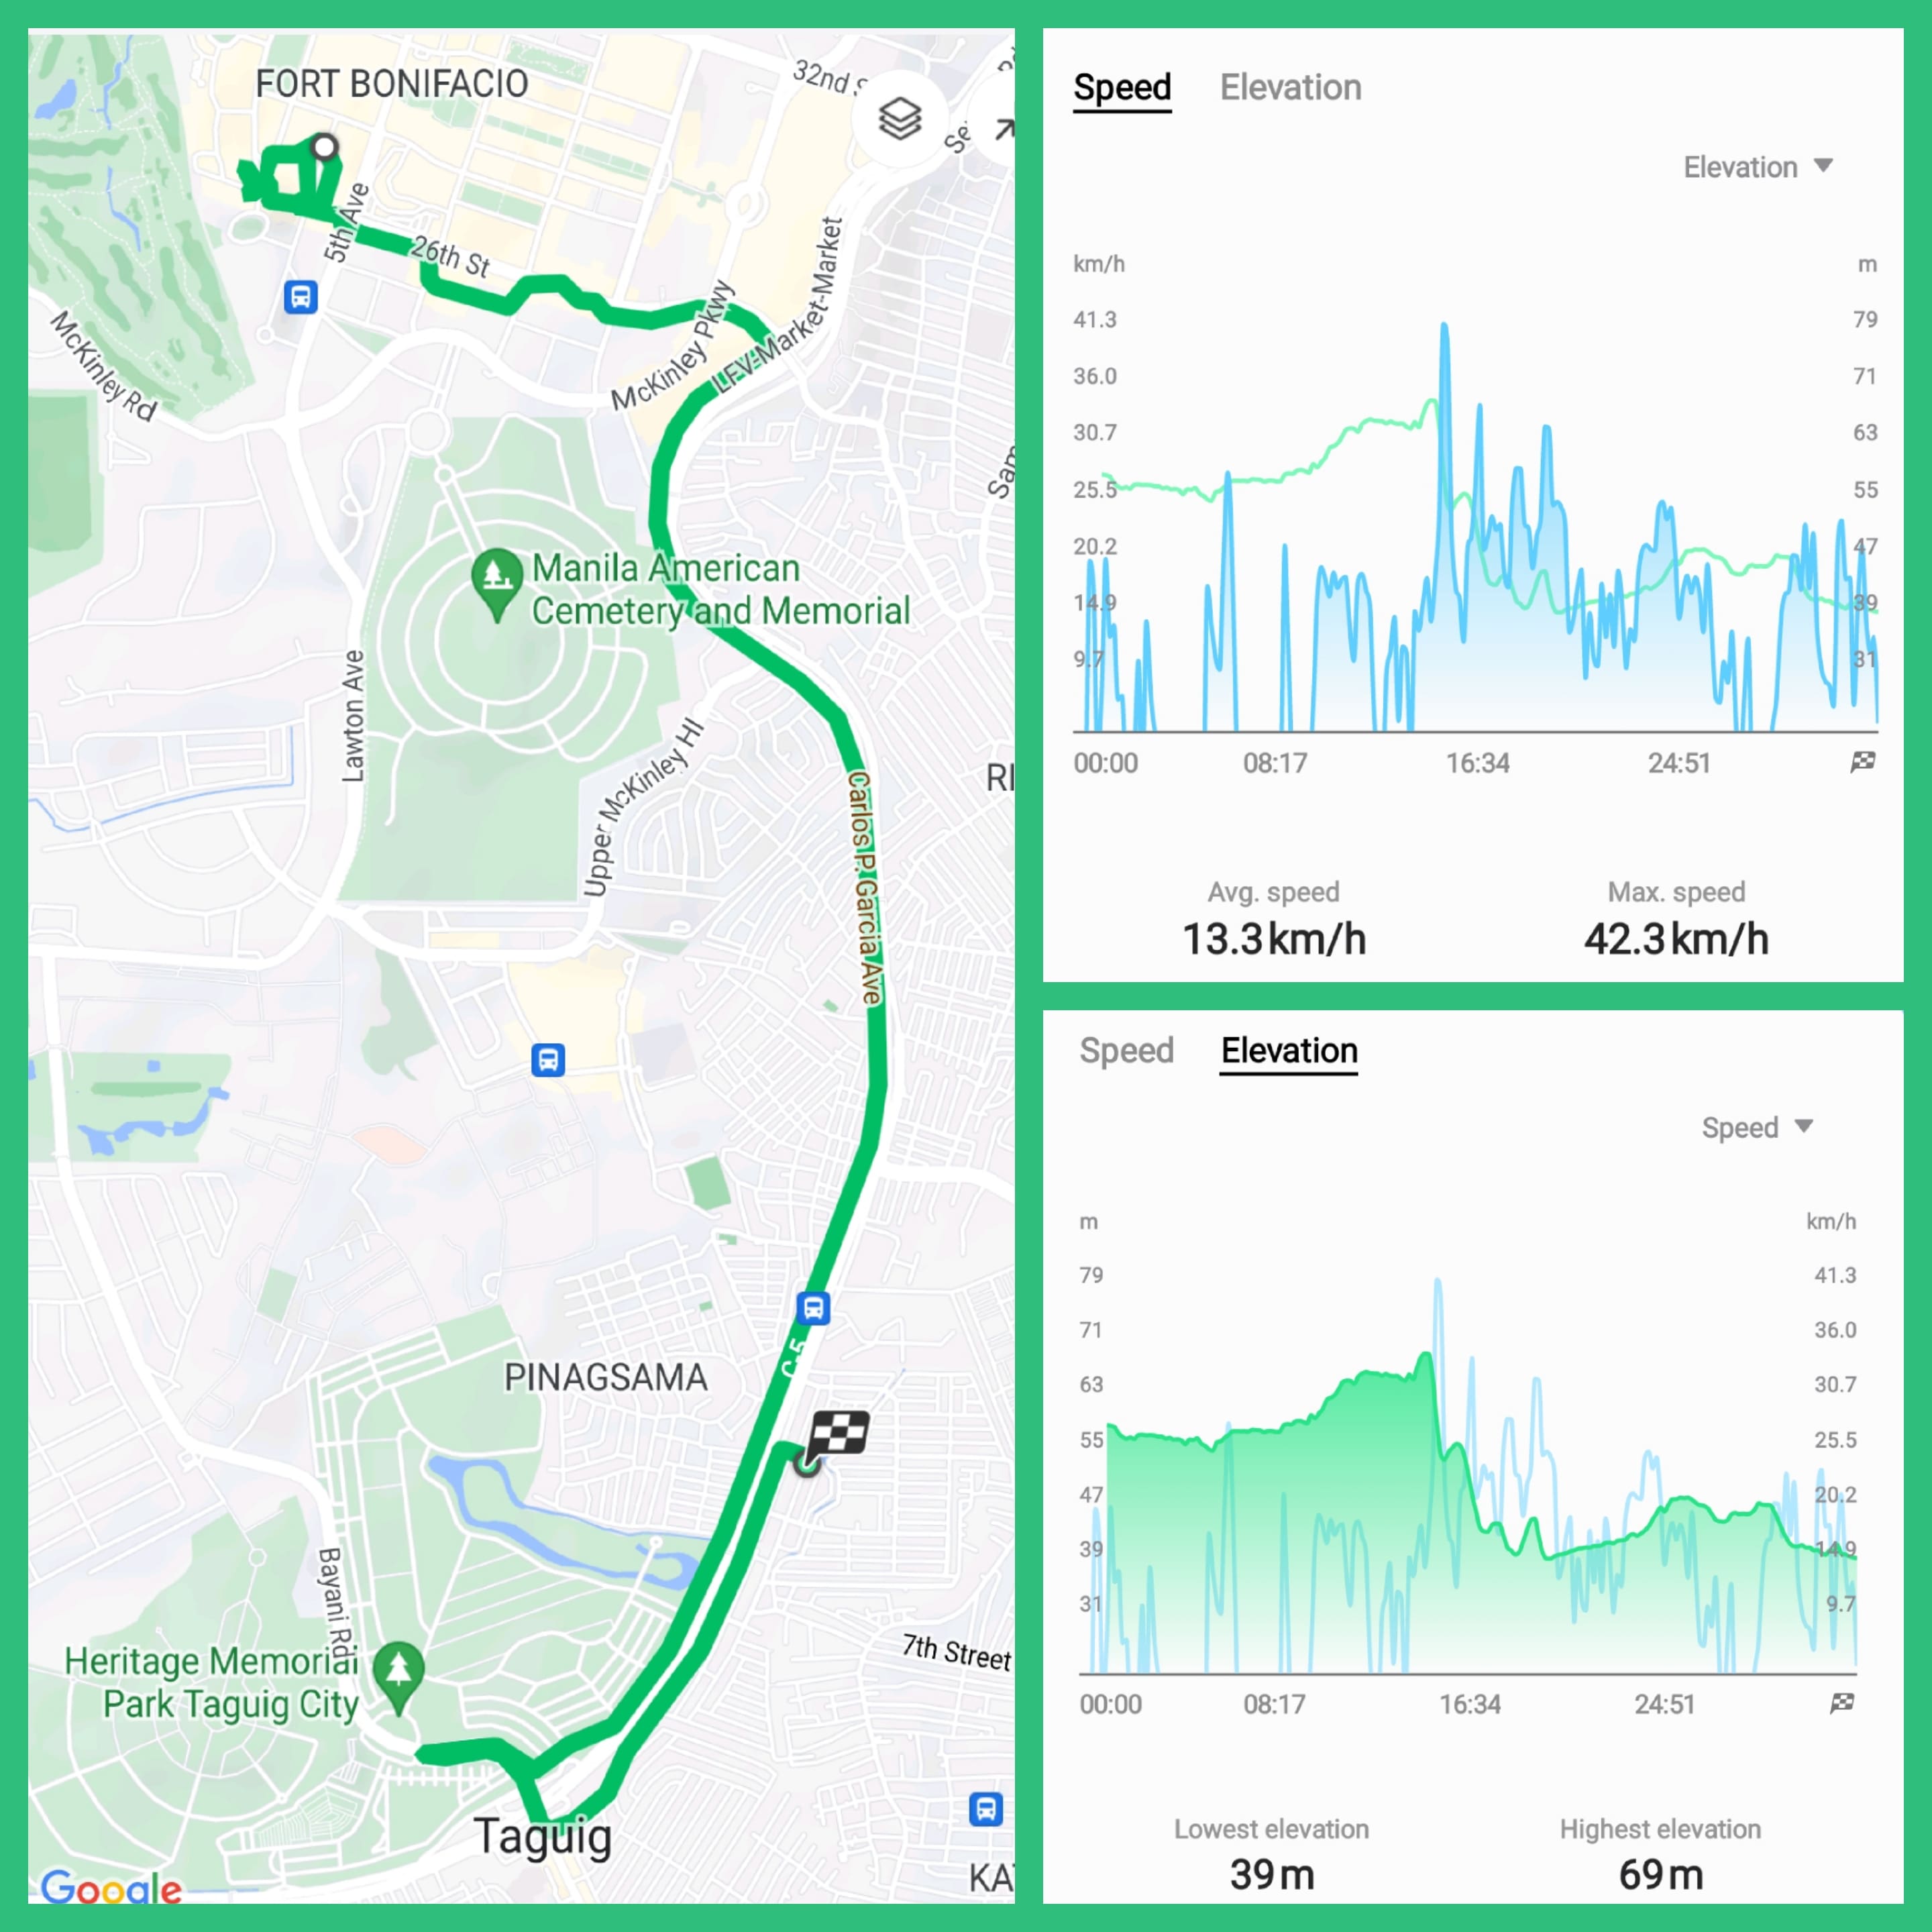 FORT BONIFACIO
32nd S
5th Ave
26th St
McKinley Rd
McKinley Pkwy
LFV-Market-Market
Manila American
Cemetery and Memorial
Lawton Ave
Upper McKinley Hl
Carlos P. Garcia Ave
PINAGSAMA
C-5
Bayani Rd
Heritage Memorial
Park Taguig City
7th Street
Taguig
Google
Speed Elevation
Elevation
km/h m
41.3 79
36.0 71
30.7 63
25.5 55
20.2 47
14.9 39
9.7 31
00:00 08:17 16:34 24:51
Avg. speed Max. speed
13.3 km/h 42.3 km/h
Speed Elevation
Speed
m km/h
79 41.3
71 36.0
63 30.7
55 25.5
47 20.2
39 14.9
31 9.7
00:00 08:17 16:34 24:51
Lowest elevation Highest elevation
39 m 69 m